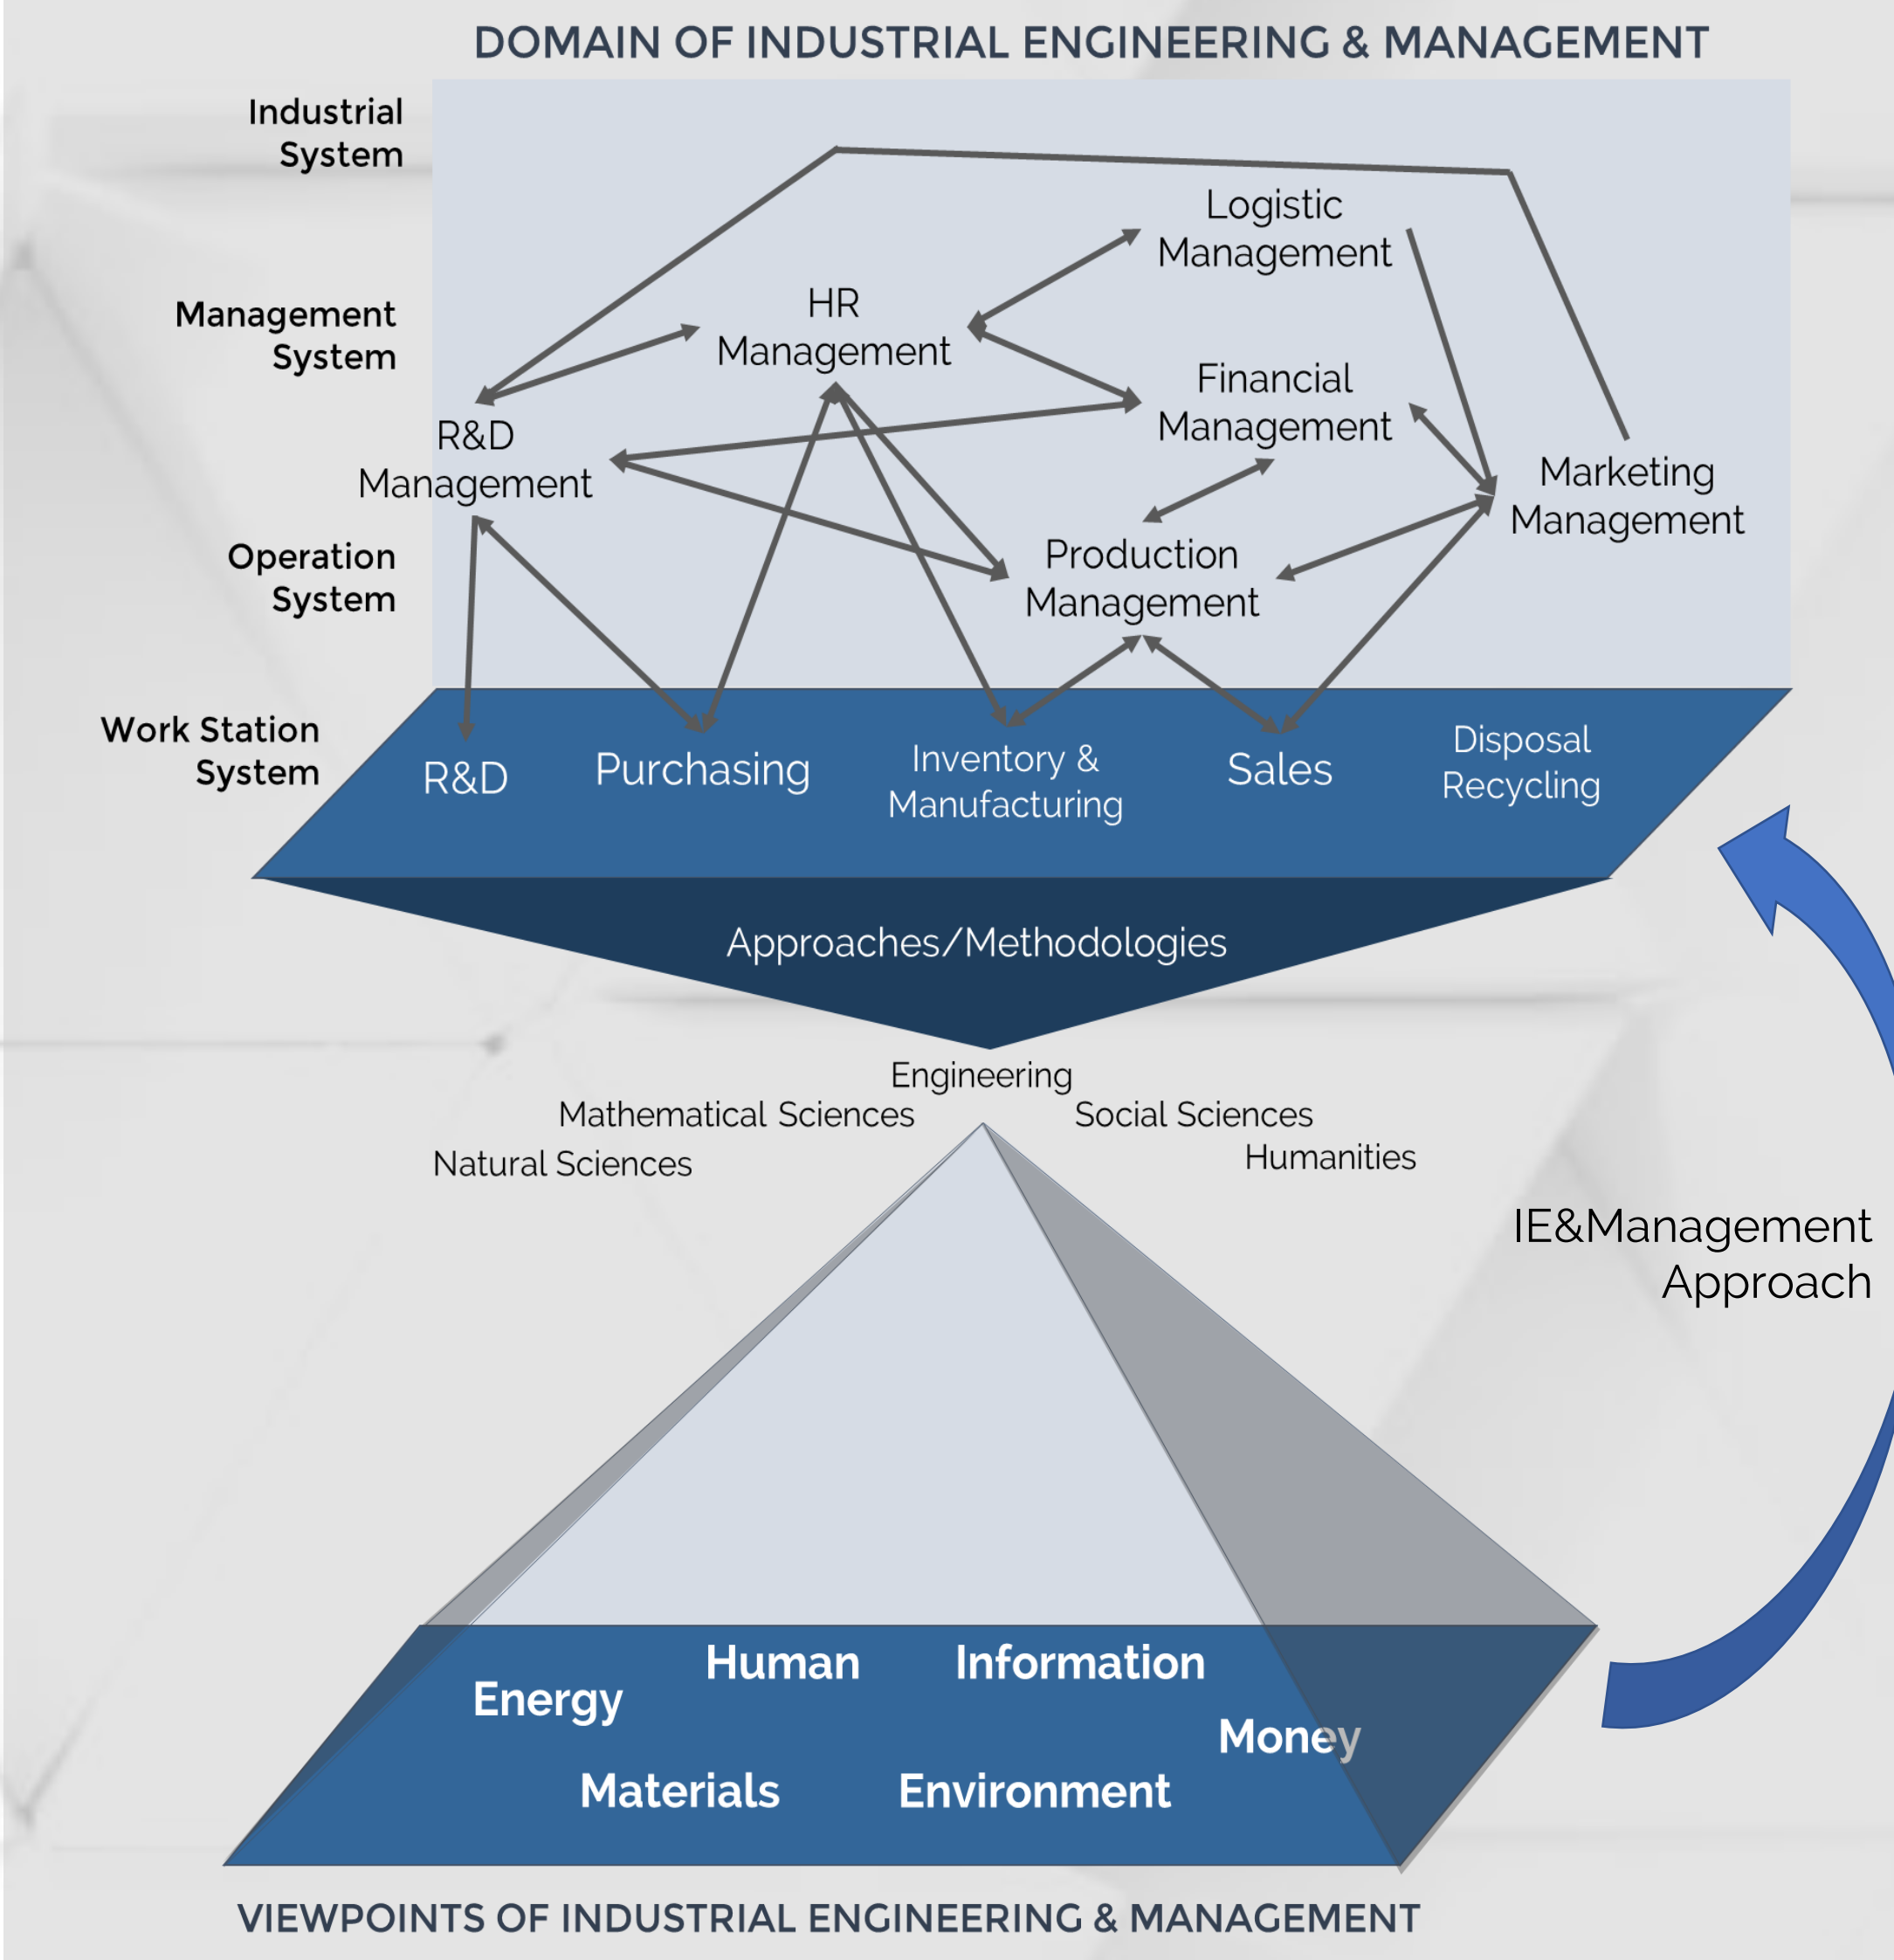 DOMAIN OF INDUSTRIAL ENGINEERING & MANAGEMENT
Industrial
System
Logistic
Management
HR
Management
Management
System
Financial
Management
R&D
Management
Marketing
Management
Operation
System
Production
Management
Work Station
System
R&D
Purchasing
Inventory &
Manufacturing
Sales
Disposal
Recycling
Approaches/Methodologies
Engineering
Mathematical Sciences
Social Sciences
Natural Sciences
Humanities
IE&Management
Approach
Human
Information
Energy
Money
Materials
Environment
VIEWPOINTS OF INDUSTRIAL ENGINEERING & MANAGEMENT